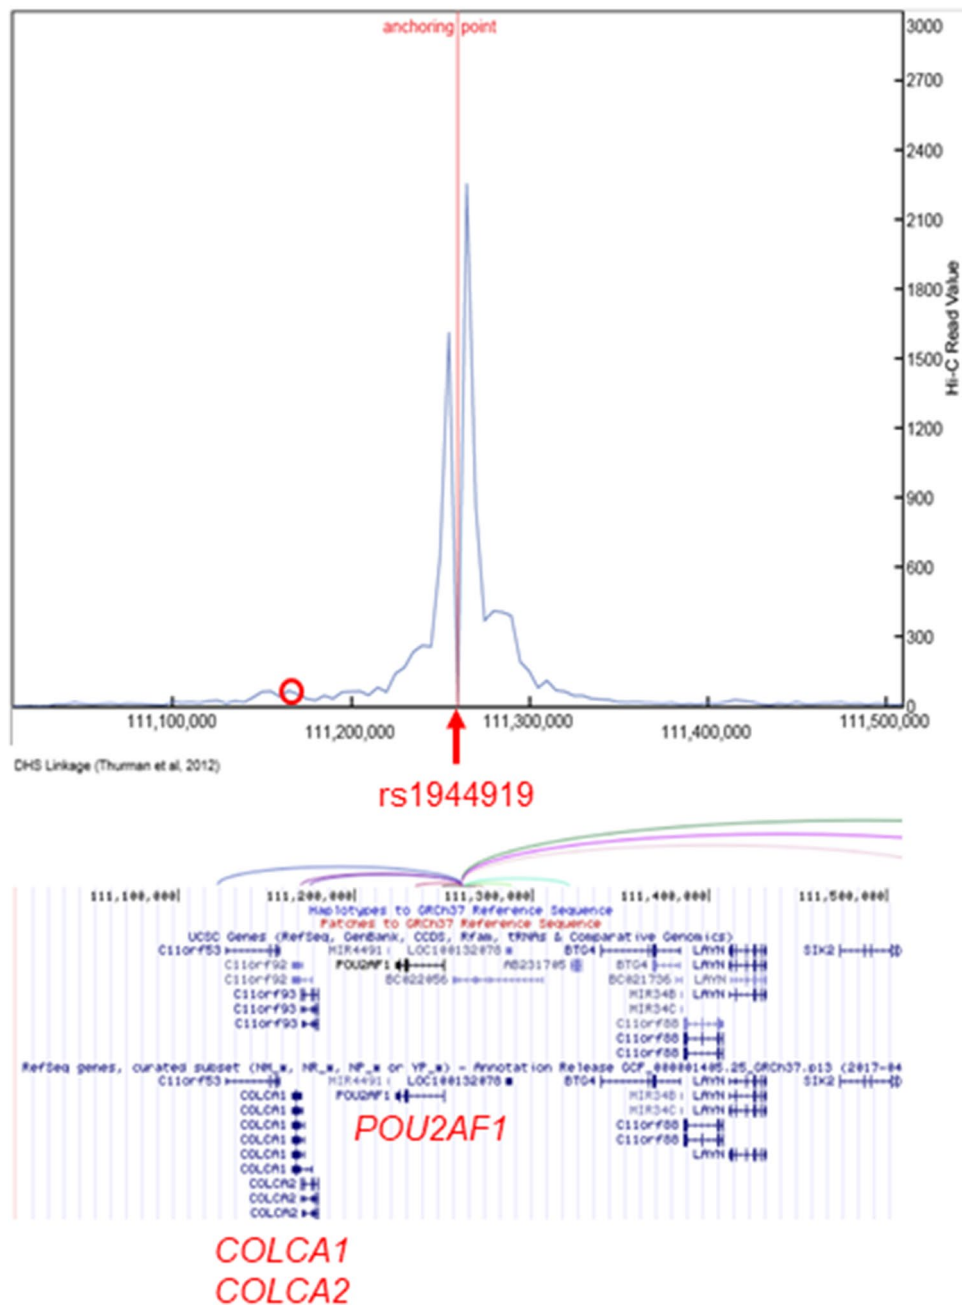 anchoring point
3000
2700
2400
2100
1800
1500
1200
900
600
300
0
Hi-C Read Value
111,100,000
111,200,000
111,300,000
111,400,000
111,500,000
DHS Linkage (Thurman et al, 2012)
rs1944919
111,100,000| 111,200,000| 111,300,000| 111,400,000| 111,500,000|
Haplotypes to GRCh37 Reference Sequence
Patches to GRCh37 Reference Sequence
UCSC Genes (RefSeq, GenBank, CCDS, Rfam, tRNAs & Comparative Genomics)
C11orf53 MIR4491 LOC100132078 BTG4 LAYN SIK2
C11orf92 POU2AF1 AB231705 BTG4 LAYN
C11orf92 BC022056 BC021736 LAYN
C11orf93 MIR34B LAYN
C11orf93 MIR34C
C11orf93 C11orf88
C11orf88
C11orf88
RefSeq genes, curated subset (NM_*, NR_*, NP_* or YP_*) - Annotation Release GCF_000001405.25_GRCh37.p13 (2017-04
C11orf53 MIR4491 LOC100132078 BTG4 LAYN SIK2
COLCA1 POU2AF1 MIR34B LAYN
COLCA1 MIR34C LAYN
COLCA1 C11orf88
COLCA1 C11orf88
COLCA1 LAYN
COLCA1
COLCA2
COLCA2
COLCA2
POU2AF1
COLCA1
COLCA2